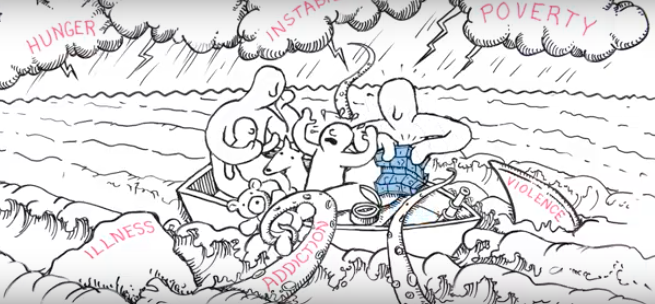 HUNGER
POVERTY
VIOLENCE
ILLNESS
ADDICTION